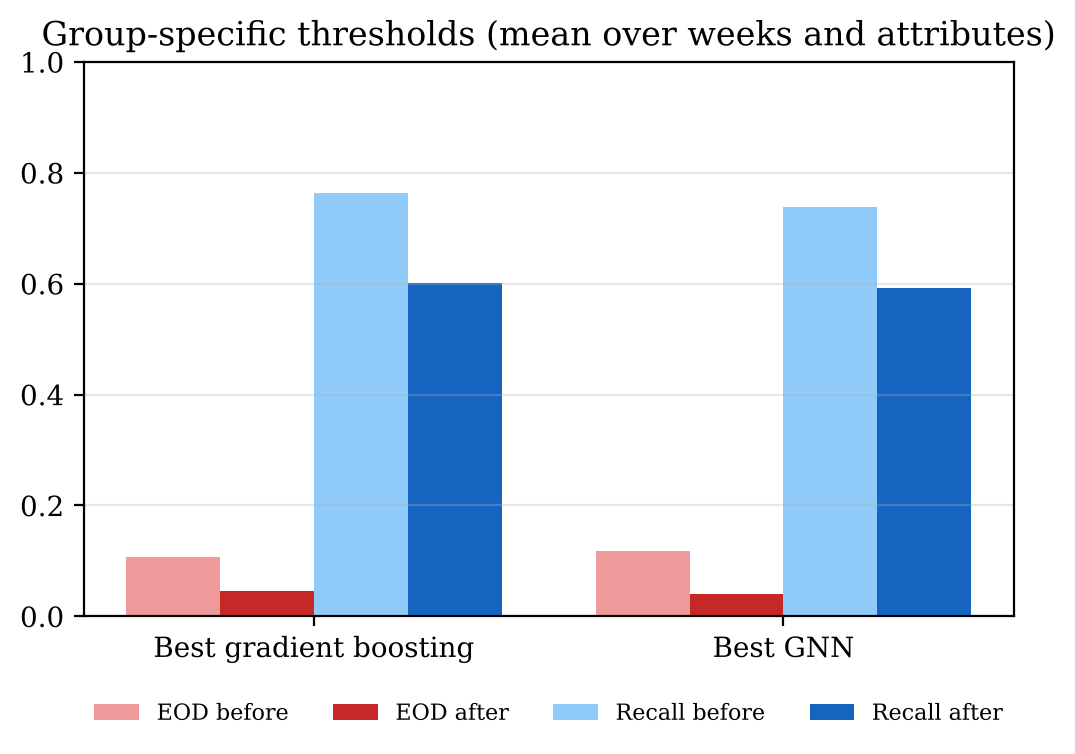 Group-specific thresholds (mean over weeks and attributes)
1.0
0.8
0.6
0.4
0.2
0.0
Best gradient boosting Best GNN
EOD before EOD after Recall before Recall after